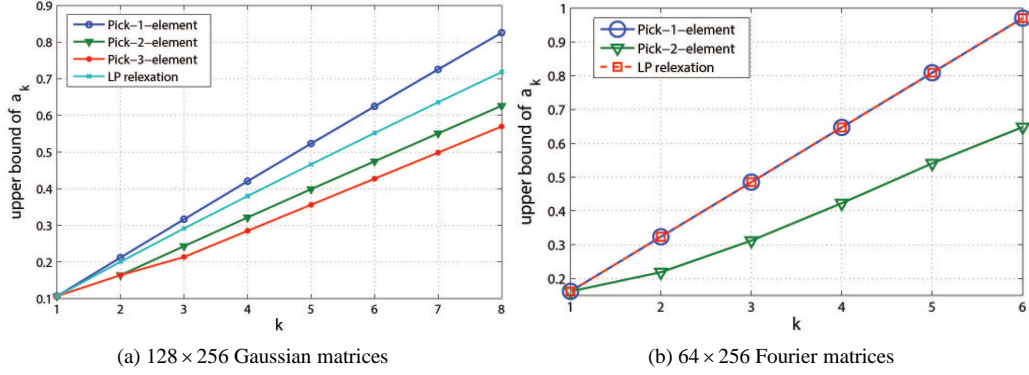 Pick-1-element
Pick-2-element
Pick-3-element
LP relexation
upper bound of a_k
0.9
0.8
0.7
0.6
0.5
0.4
0.3
0.2
0.1
1 2 3 4 5 6 7 8
k
(a) 128 × 256 Gaussian matrices
Pick-1-element
Pick-2-element
LP relexation
upper bound of a_k
1
0.9
0.8
0.7
0.6
0.5
0.4
0.3
0.2
1 2 3 4 5 6
k
(b) 64 × 256 Fourier matrices